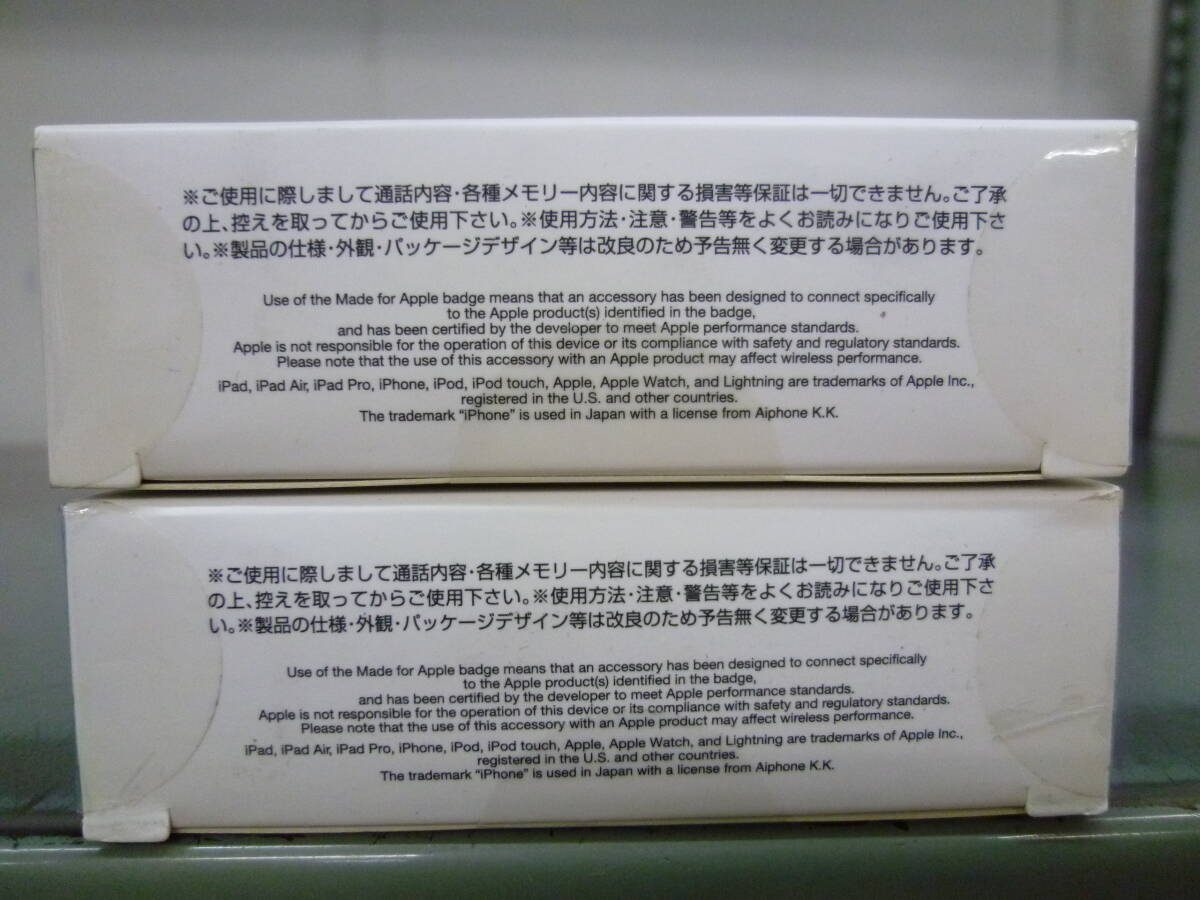 ※ご使用に際しまして通話内容・各種メモリー内容に関する損害等保証は一切できません。ご了承
の上、控えを取ってからご使用下さい。※使用方法・注意・警告等をよくお読みになりご使用下さ
い。※製品の仕様・外観・パッケージデザイン等は改良のため予告無く変更する場合があります。
Use of the Made for Apple badge means that an accessory has been designed to connect specifically
to the Apple product(s) identified in the badge,
and has been certified by the developer to meet Apple performance standards.
Apple is not responsible for the operation of this device or its compliance with safety and regulatory standards.
Please note that the use of this accessory with an Apple product may affect wireless performance.
iPad, iPad Air, iPad Pro, iPhone, iPod, iPod touch, Apple, Apple Watch, and Lightning are trademarks of Apple Inc.,
registered in the U.S. and other countries.
The trademark “iPhone” is used in Japan with a license from Aiphone K.K.
※ご使用に際しまして通話内容・各種メモリー内容に関する損害等保証は一切できません。ご了承
の上、控えを取ってからご使用下さい。※使用方法・注意・警告等をよくお読みになりご使用下さ
い。※製品の仕様・外観・パッケージデザイン等は改良のため予告無く変更する場合があります。
Use of the Made for Apple badge means that an accessory has been designed to connect specifically
to the Apple product(s) identified in the badge,
and has been certified by the developer to meet Apple performance standards.
Apple is not responsible for the operation of this device or its compliance with safety and regulatory standards.
Please note that the use of this accessory with an Apple product may affect wireless performance.
iPad, iPad Air, iPad Pro, iPhone, iPod, iPod touch, Apple, Apple Watch, and Lightning are trademarks of Apple Inc.,
registered in the U.S. and other countries.
The trademark “iPhone” is used in Japan with a license from Aiphone K.K.